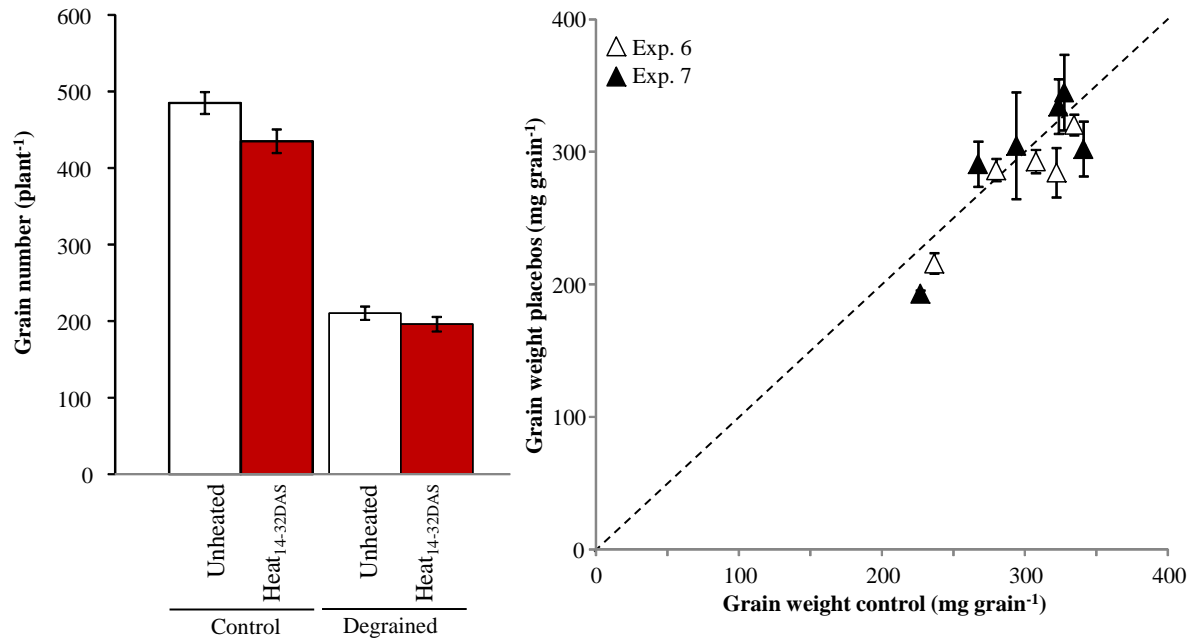 600
500
400
300
200
100
0
Grain number (plant⁻¹)
Unheated
Heat₁₄₋₃₂DAS
Unheated
Heat₁₄₋₃₂DAS
Control
Degrained
400
300
200
100
0
Grain weight placebos (mg grain⁻¹)
Exp. 6
Exp. 7
0
100
200
300
400
Grain weight control (mg grain⁻¹)